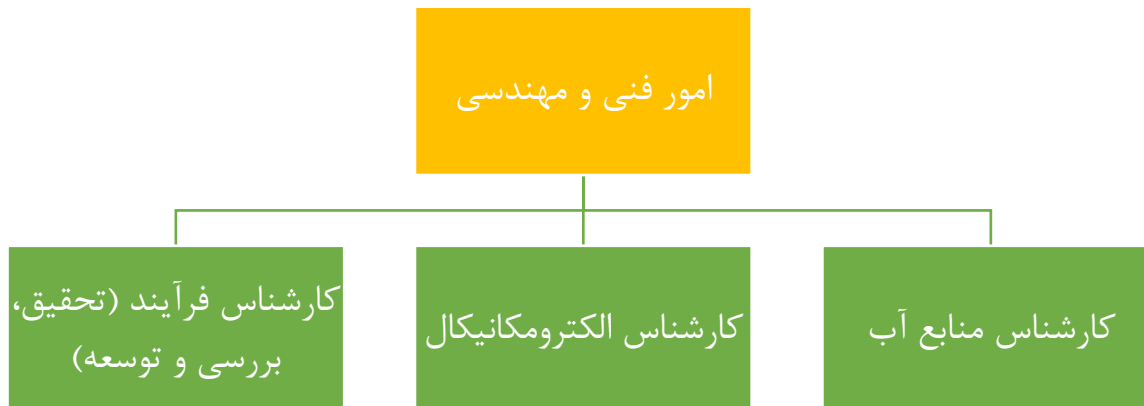 امور فنی و مهندسی
کارشناس منابع آب
کارشناس الکترومکانیکال
کارشناس فرآیند (تحقیق،
بررسی و توسعه)